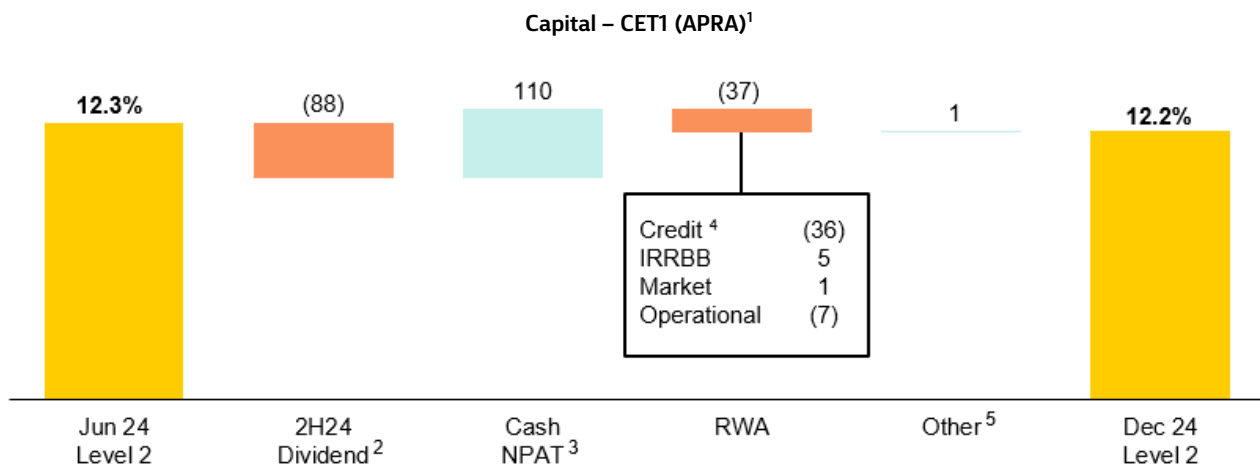 Capital – CET1 (APRA)¹
12.3%
(88)
110
(37)
1
12.2%
Credit ⁴ (36)
IRRBB 5
Market 1
Operational (7)
Jun 24
Level 2
2H24
Dividend ²
Cash
NPAT ³
RWA
Other ⁵
Dec 24
Level 2